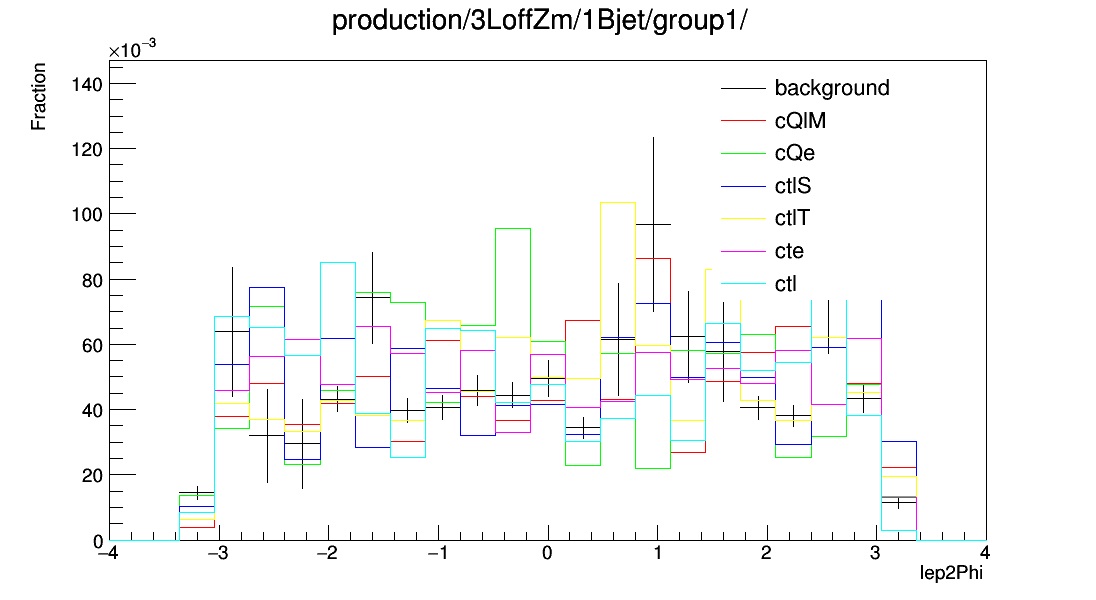 production/3LoffZm/1Bjet/group1/
×10⁻³
Fraction
140
120
100
80
60
40
20
0
background
cQlM
cQe
ctlS
ctlT
cte
ctl
−4 −3 −2 −1 0 1 2 3 4
lep2Phi